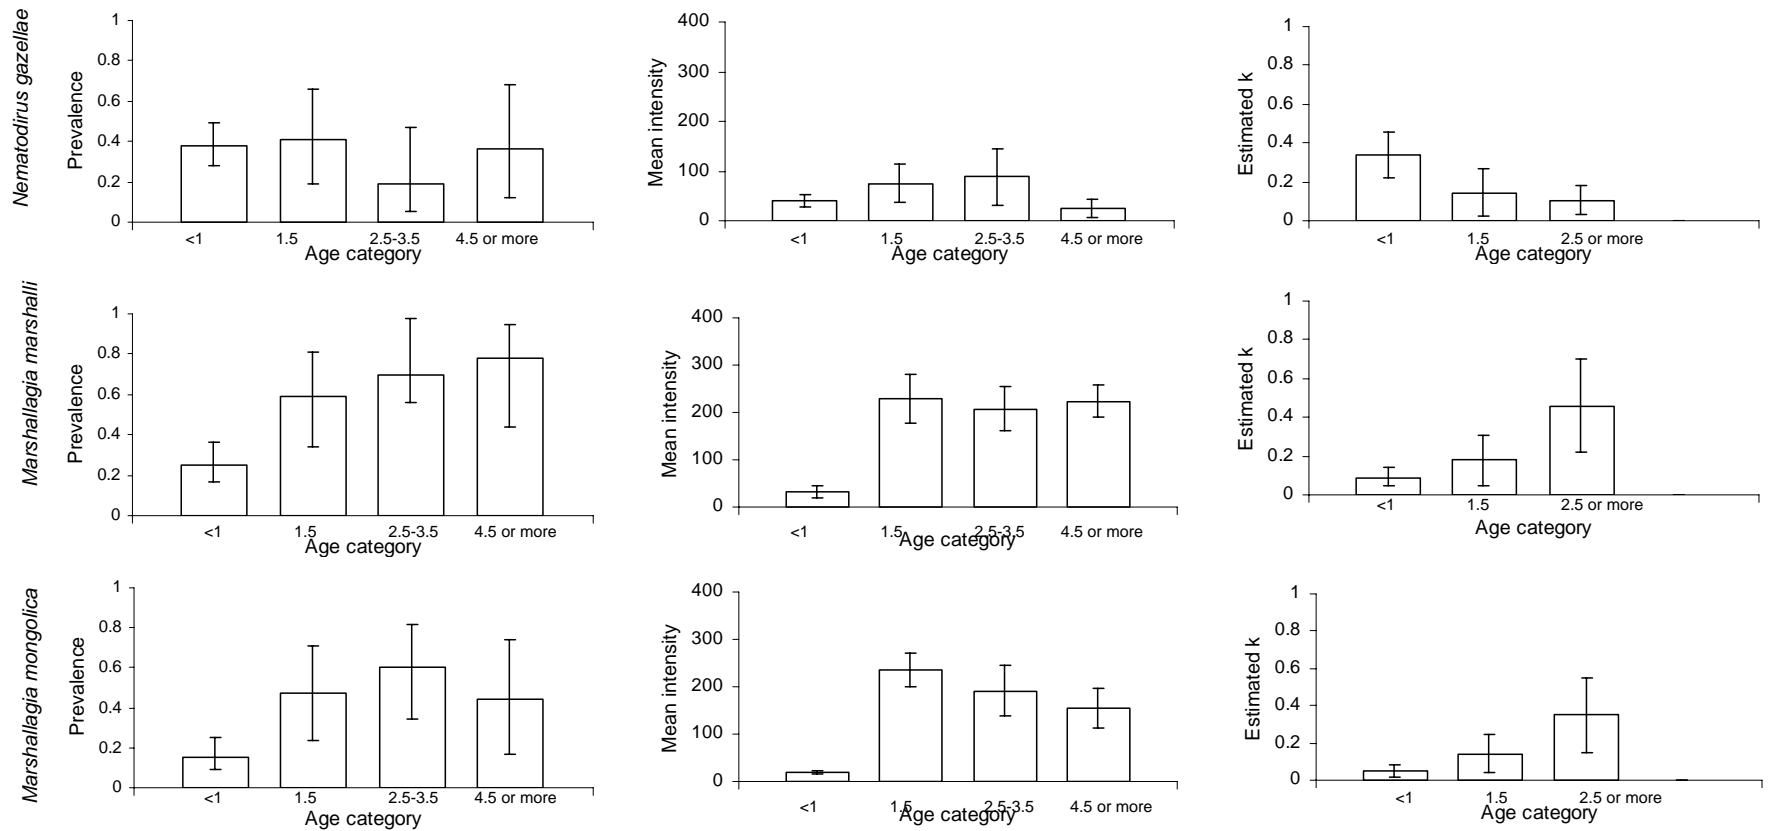 Nematodirus gazellae
Prevalence
1
0.8
0.6
0.4
0.2
0
<1 1.5 2.5-3.5 4.5 or more
Age category
Mean intensity
400
300
200
100
0
<1 1.5 2.5-3.5 4.5 or more
Age category
Estimated k
1
0.8
0.6
0.4
0.2
0
<1 1.5 2.5 or more
Age category
Marshallagia marshalli
Prevalence
1
0.8
0.6
0.4
0.2
0
<1 1.5 2.5-3.5 4.5 or more
Age category
Mean intensity
400
300
200
100
0
<1 1.5 2.5-3.5 4.5 or more
Age category
Estimated k
1
0.8
0.6
0.4
0.2
0
<1 1.5 2.5 or more
Age category
Marshallagia mongolica
Prevalence
1
0.8
0.6
0.4
0.2
0
<1 1.5 2.5-3.5 4.5 or more
Age category
Mean intensity
400
300
200
100
0
<1 1.5 2.5-3.5 4.5 or more
Age category
Estimated k
1
0.8
0.6
0.4
0.2
0
<1 1.5 2.5 or more
Age category